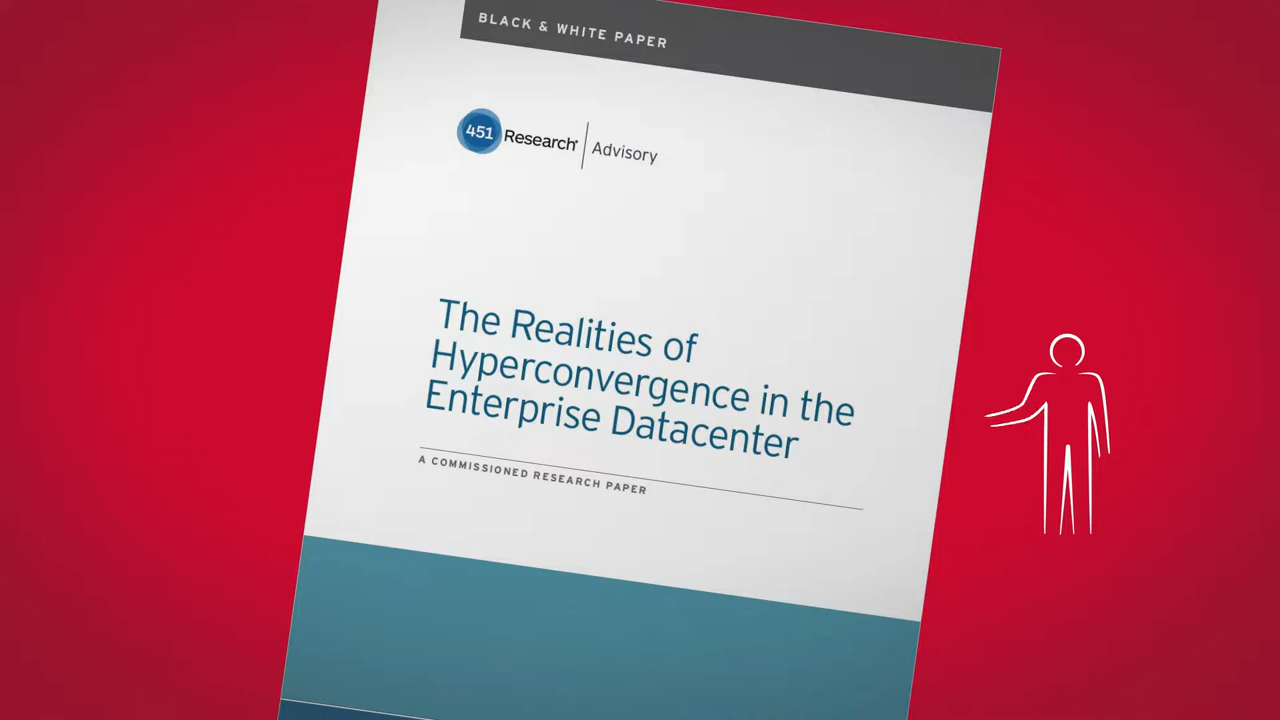 BLACK & WHITE PAPER
451 Research | Advisory
The Realities of
Hyperconvergence in the
Enterprise Datacenter
A COMMISSIONED RESEARCH PAPER